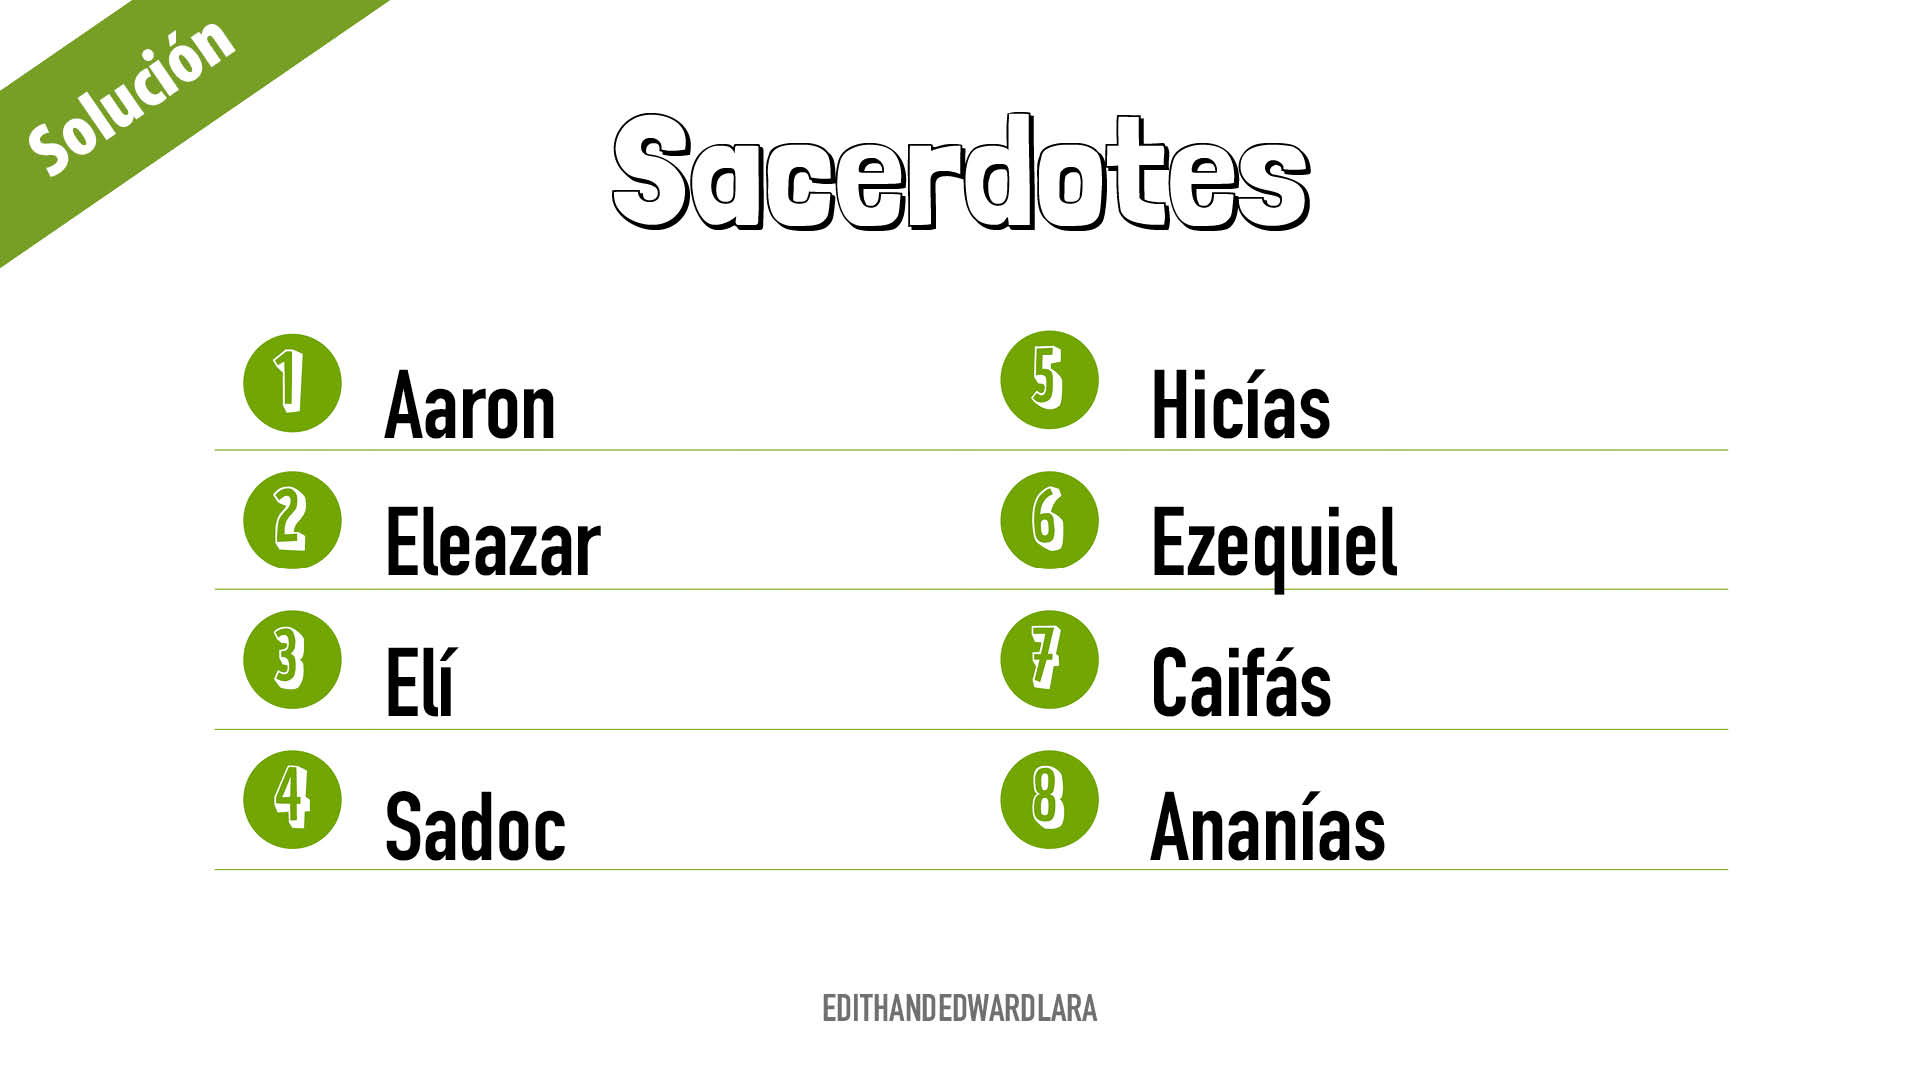 Solución
Sacerdotes
1 Aaron
2 Eleazar
3 Elí
4 Sadoc
5 Hicías
6 Ezequiel
7 Caifás
8 Ananías
EDITHANDEDWARDLARA